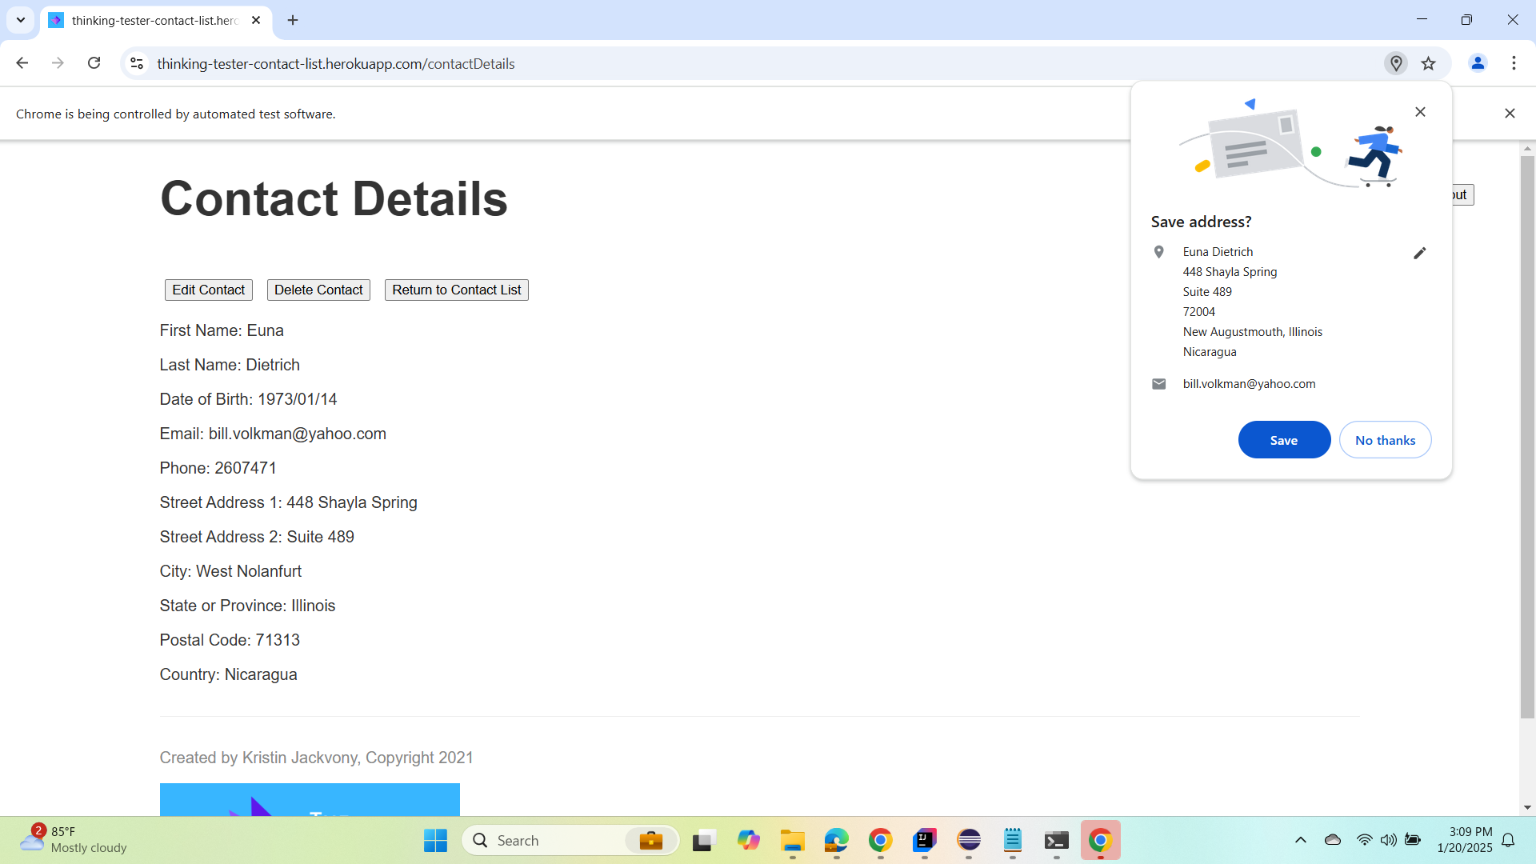 thinking-tester-contact-list.herc
thinking-tester-contact-list.herokuapp.com/contactDetails
Chrome is being controlled by automated test software.
Contact Details
out
Edit Contact Delete Contact Return to Contact List
First Name: Euna
Last Name: Dietrich
Date of Birth: 1973/01/14
Email: bill.volkman@yahoo.com
Phone: 2607471
Street Address 1: 448 Shayla Spring
Street Address 2: Suite 489
City: West Nolanfurt
State or Province: Illinois
Postal Code: 71313
Country: Nicaragua
Created by Kristin Jackvony, Copyright 2021
Save address?
Euna Dietrich
448 Shayla Spring
Suite 489
72004
New Augustmouth, Illinois
Nicaragua
bill.volkman@yahoo.com
Save No thanks
2
85°F
Mostly cloudy
Search
3:09 PM
1/20/2025